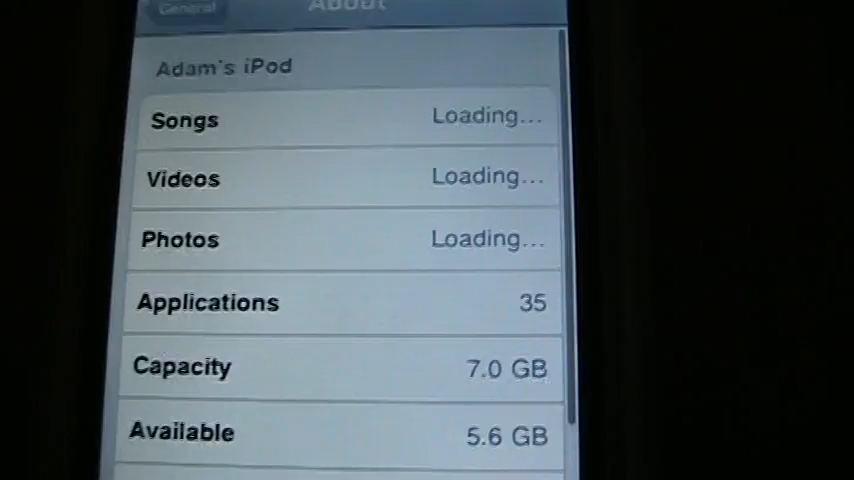 General
About
Adam's iPod
Songs Loading...
Videos Loading...
Photos Loading...
Applications 35
Capacity 7.0 GB
Available 5.6 GB